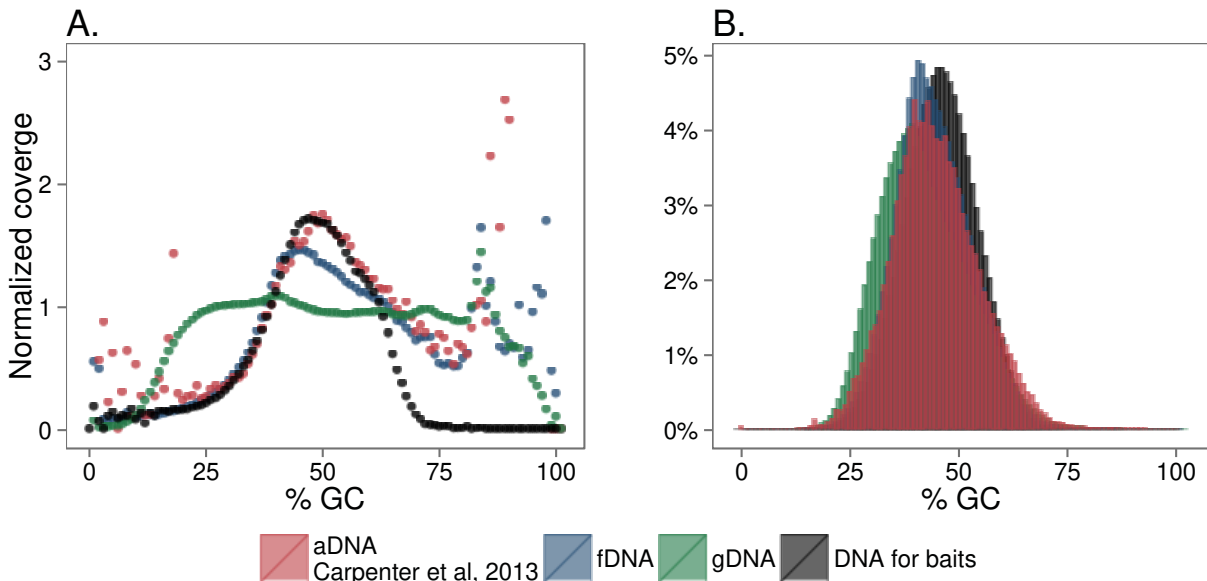 A.
B.
Normalized coverge
3
2
1
0
0 25 50 75 100
% GC
5%
4%
3%
2%
1%
0%
0 25 50 75 100
% GC
aDNA
Carpenter et al, 2013
fDNA
gDNA
DNA for baits